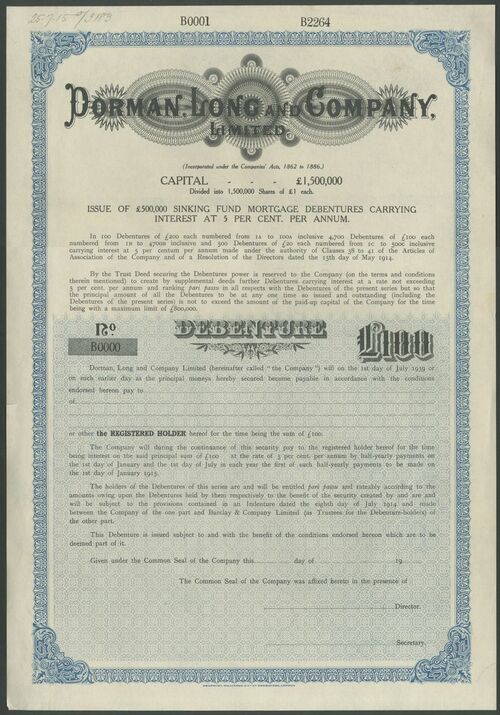 B0001 B2264
DORMAN, LONG AND COMPANY,
LIMITED.
(Incorporated under the Companies' Acts, 1862 to 1886.)
CAPITAL - - - £1,500,000
Divided into 1,500,000 Shares of £1 each.
ISSUE OF £500,000 SINKING FUND MORTGAGE DEBENTURES CARRYING
INTEREST AT 5 PER CENT. PER ANNUM.
In 100 Debentures of £200 each numbered from 1A to 100A inclusive 4,700 Debentures of £100 each
numbered from 1B to 4700B inclusive and 500 Debentures of £20 each numbered from 1C to 500C inclusive
carrying interest at 5 per centum per annum made under the authority of Clauses 38 to 41 of the Articles of
Association of the Company and of a Resolution of the Directors dated the 15th day of May 1914.
By the Trust Deed securing the Debentures power is reserved to the Company (on the terms and conditions
therein mentioned) to create by supplemental deeds further Debentures carrying interest at a rate not exceeding
5 per cent. per annum and ranking pari passu in all respects with the Debentures of the present series but so that
the principal amount of all the Debentures to be at any one time so issued and outstanding (including the
Debentures of the present series) is not to exceed the amount of the paid-up capital of the Company for the time
being with a maximum limit of £800,000.
No DEBENTURE £100
B0000
Dorman, Long and Company Limited (hereinafter called "the Company") will on the 1st day of July 1939 or
on such earlier day as the principal moneys hereby secured become payable in accordance with the conditions
endorsed hereon pay to
of
or other the REGISTERED HOLDER hereof for the time being the sum of £100.
The Company will during the continuance of this security pay to the registered holder hereof for the time
being interest on the said principal sum of £100 at the rate of 5 per cent. per annum by half-yearly payments on
the 1st day of January and the 1st day of July in each year the first of such half-yearly payments to be made on
the 1st day of January 1915.
The holders of the Debentures of this series are and will be entitled pari passu and rateably according to the
amounts owing upon the Debentures held by them respectively to the benefit of the security created by and are and
will be subject to the provisions contained in an Indenture dated the eighth day of July 1914 and made
between the Company of the one part and Barclay & Company Limited (as Trustees for the Debenture-holders) of
the other part.
This Debenture is issued subject to and with the benefit of the conditions endorsed hereon which are to be
deemed part of it.
Given under the Common Seal of the Company this day of 19
The Common Seal of the Company was affixed hereto in the presence of
Director.
Secretary.